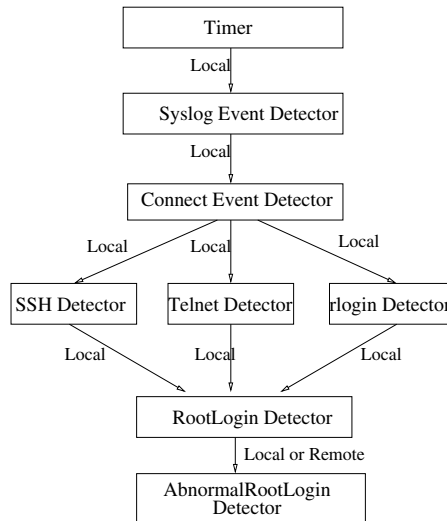 Timer
Local
Syslog Event Detector
Local
Connect Event Detector
Local
Local
Local
SSH Detector
Telnet Detector
rlogin Detector
Local
Local
Local
RootLogin Detector
Local or Remote
AbnormalRootLogin
Detector